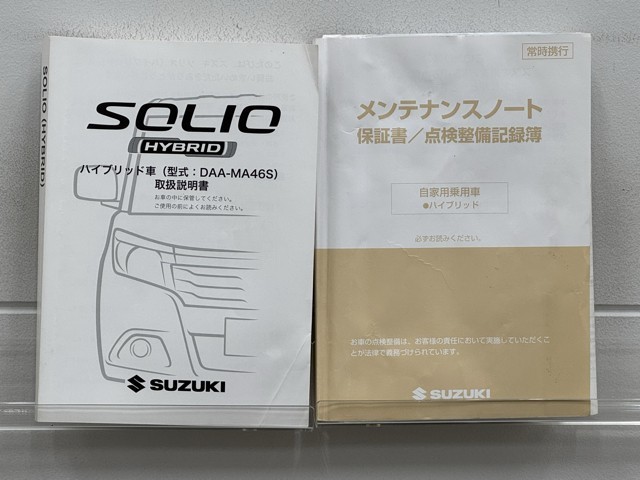 SOLIO (HYBRID)
SOLIO
HYBRID
ハイブリッド車（型式：DAA-MA46S）
取扱説明書
お車の中に保管してください。
ご使用の前によくお読みください。
SUZUKI
常時携行
メンテナンスノート
保証書／点検整備記録簿
自家用乗用車
●ハイブリッド
必ずお読みください。
お車の点検整備は、お客様の責任において実施していただくこ
とが法律で義務づけられています。
SUZUKI